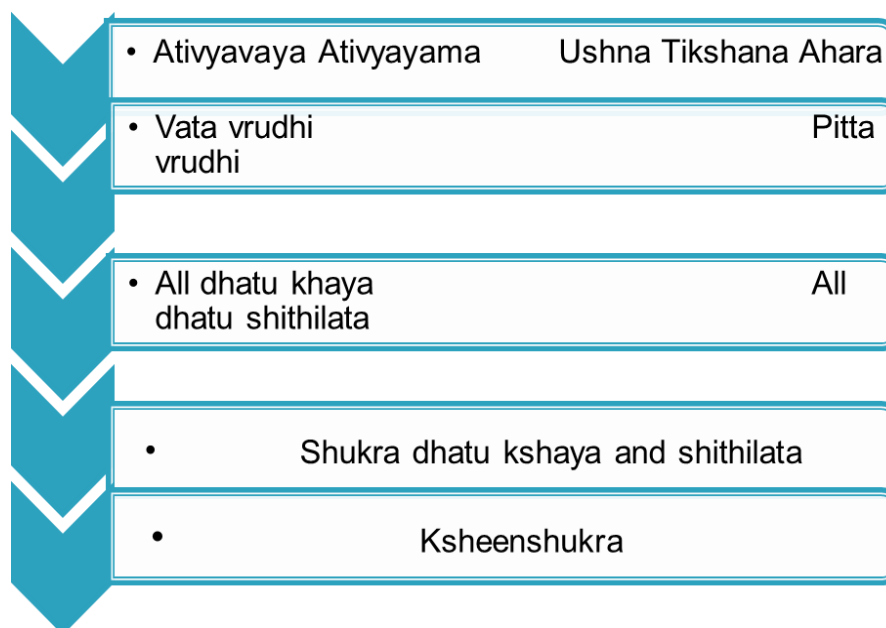 • Ativyavaya Ativyayama Ushna Tikshana Ahara
• Vata vrudhi Pitta
vrudhi
• All dhatu khaya All
dhatu shithilata
• Shukra dhatu kshaya and shithilata
• Ksheenshukra